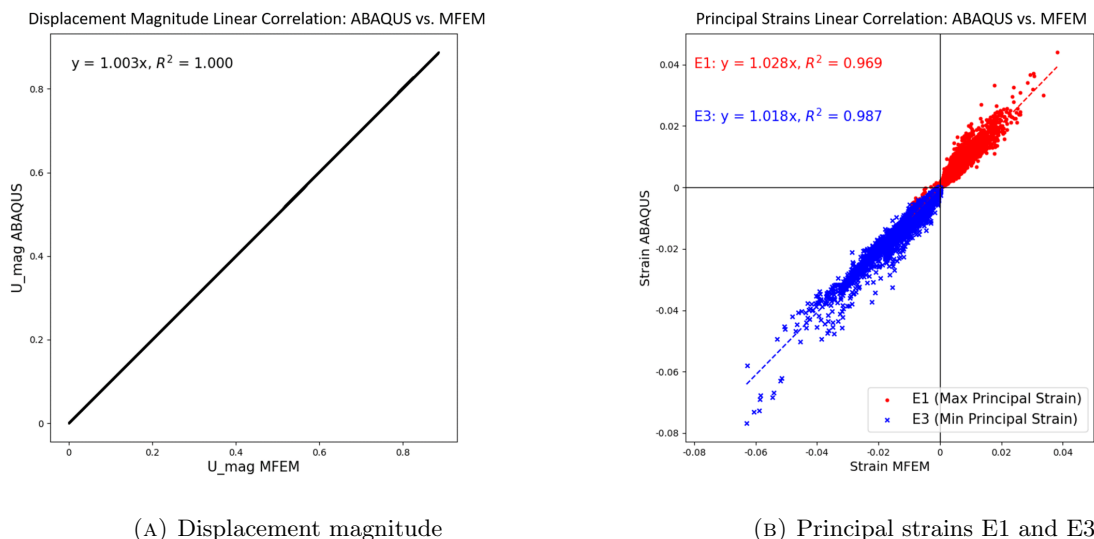 Displacement Magnitude Linear Correlation: ABAQUS vs. MFEM
y = 1.003x, R² = 1.000
U_mag ABAQUS
0.8
0.6
0.4
0.2
0
0
0.2
0.4
0.6
0.8
U_mag MFEM
(A) Displacement magnitude
Principal Strains Linear Correlation: ABAQUS vs. MFEM
E1: y = 1.028x, R² = 0.969
E3: y = 1.018x, R² = 0.987
Strain ABAQUS
0.04
0.02
0
-0.02
-0.04
-0.06
-0.08
E1 (Max Principal Strain)
E3 (Min Principal Strain)
-0.08
-0.06
-0.04
-0.02
0
0.02
0.04
Strain MFEM
(B) Principal strains E1 and E3